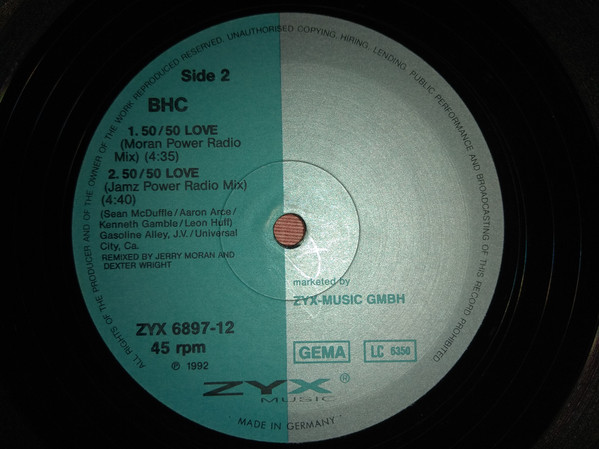 ALL RIGHTS OF THE PRODUCER AND OF THE OWNER OF THE WORK REPRODUCED RESERVED. UNAUTHORISED COPYING, HIRING, LENDING, PUBLIC PERFORMANCE AND BROADCASTING OF THIS RECORD PROHIBITED
Side 2
BHC
1. 50/50 LOVE
(Moran Power Radio
Mix) (4:35)
2. 50/50 LOVE
(Jamz Power Radio Mix)
(4:40)
(Sean McDuffie/Aaron Arce/
Kenneth Gamble/Leon Huff)
Gasoline Alley, J.V./Universal
City, Ca.
REMIXED BY JERRY MORAN AND
DEXTER WRIGHT
marketed by
ZYX-MUSIC GMBH
ZYX 6897-12
45 rpm
℗ 1992
GEMA
LC 6350
ZYX ®
MUSIC
MADE IN GERMANY